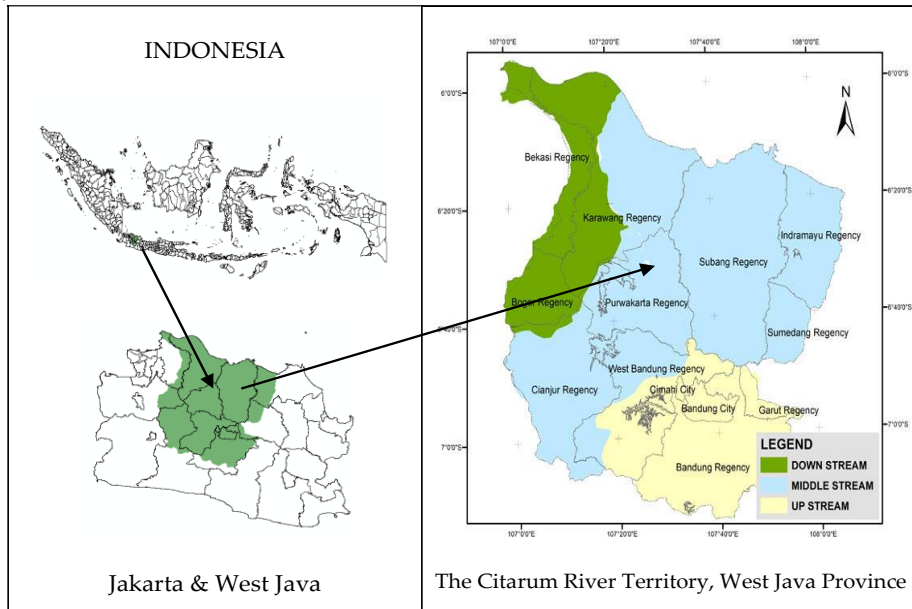 INDONESIA
Jakarta & West Java
107°0'0"E
107°20'0"E
107°40'0"E
108°0'0"E
6°0'0"S
6°0'0"S
N
Bekasi Regency
6°20'0"S
6°20'0"S
Karawang Regency
Indramayu Regency
Subang Regency
Bogor Regency
Purwakarta Regency
6°40'0"S
6°40'0"S
Sumedang Regency
West Bandung Regency
Cianjur Regency
Cimahi City
Bandung City
Garut Regency
7°0'0"S
7°0'0"S
Bandung Regency
LEGEND
DOWN STREAM
MIDDLE STREAM
UP STREAM
107°0'0"E
107°20'0"E
107°40'0"E
108°0'0"E
The Citarum River Territory, West Java Province